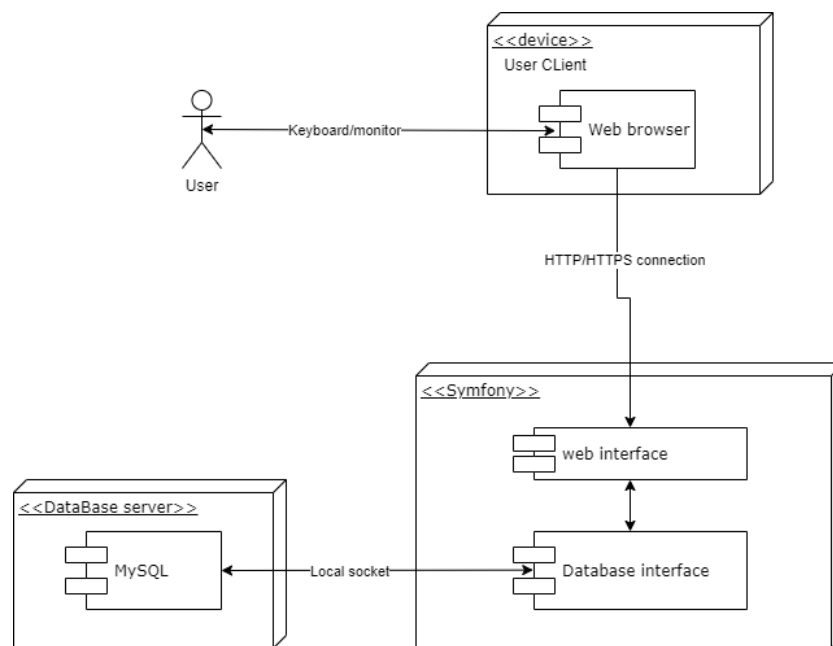 <<device>>
User CLient
Web browser
Keyboard/monitor
User
HTTP/HTTPS connection
<<Symfony>>
web interface
<<DataBase server>>
MySQL
Local socket
Database interface